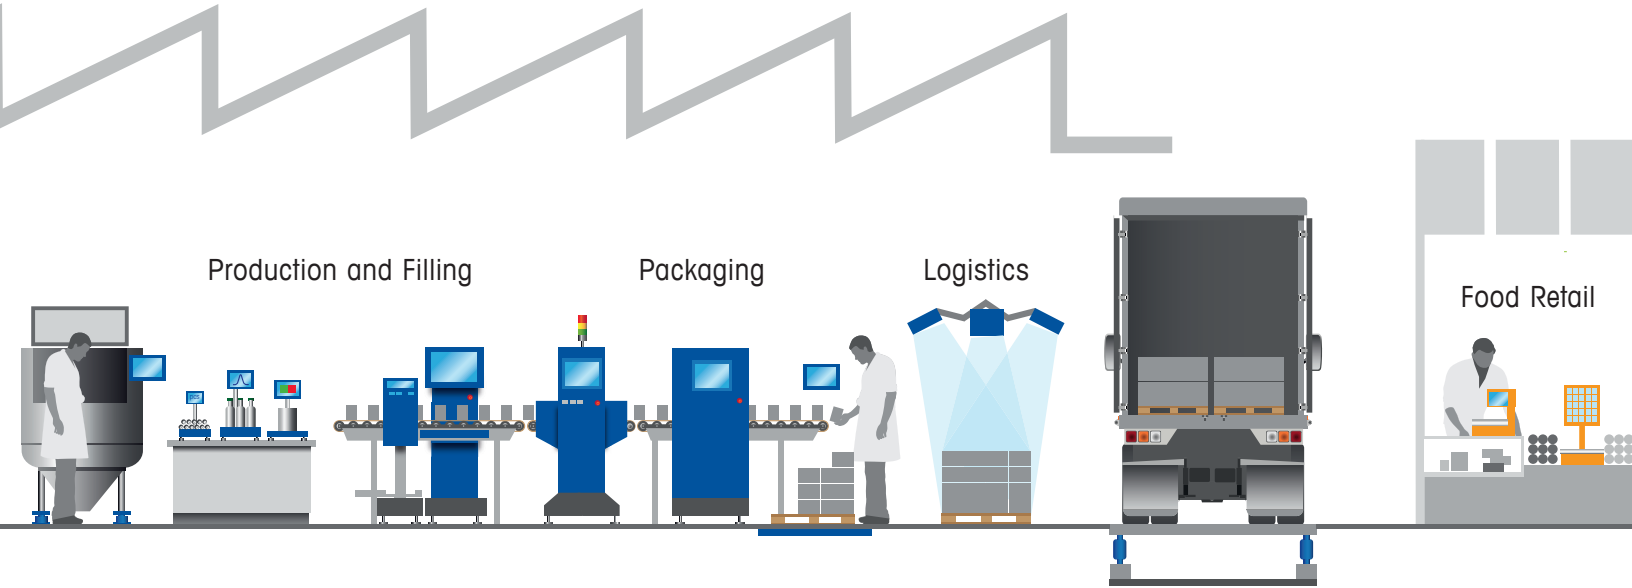 Production and Filling
Packaging
Logistics
Food Retail